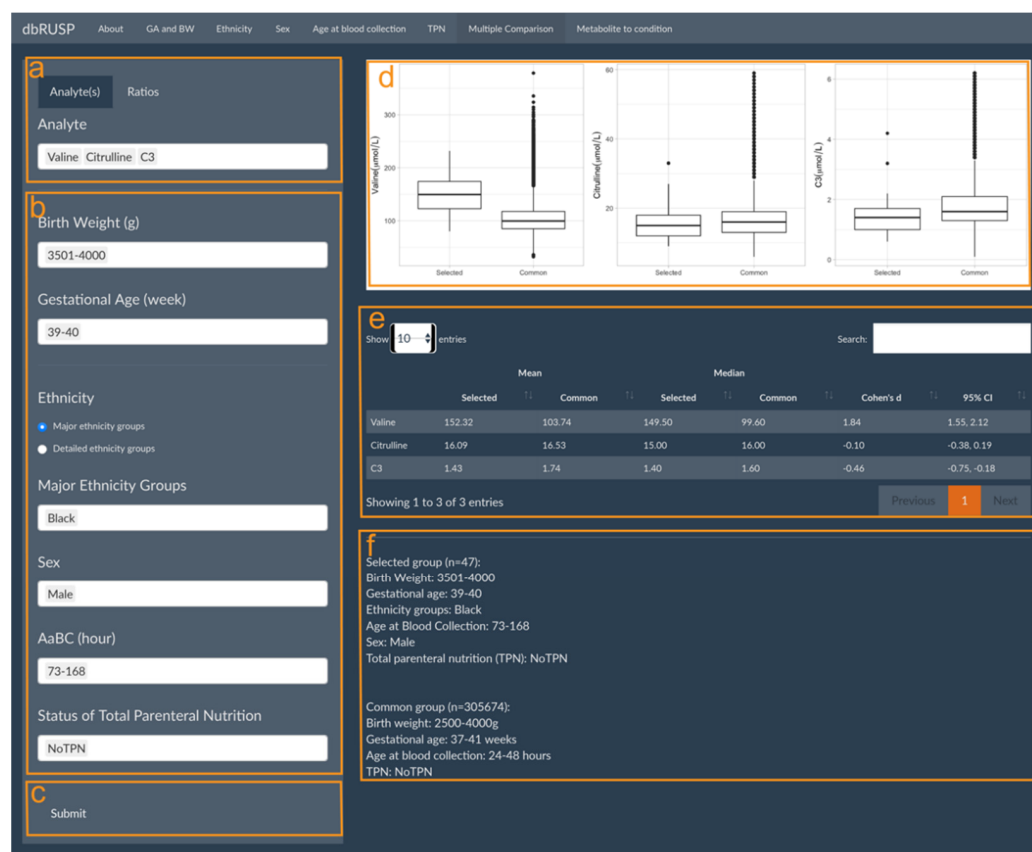 dbRUSP About GA and BW Ethnicity Sex Age at blood collection TPN Multiple Comparison Metabolite to condition
a
Analyte(s) Ratios
Analyte
Valine Citrulline C3
b
Birth Weight (g)
3501-4000
Gestational Age (week)
39-40
Ethnicity
Major ethnicity groups
Detailed ethnicity groups
Major Ethnicity Groups
Black
Sex
Male
AaBC (hour)
73-168
Status of Total Parenteral Nutrition
NoTPN
c
Submit
d
Valine(μmol/L)
300
200
100
Selected Common
Citrulline(μmol/L)
60
40
20
Selected Common
C3(μmol/L)
6
4
2
0
Selected Common
e
Show 10 entries Search:
Mean Median
Selected Common Selected Common Cohen's d 95% CI
Valine 152.32 103.74 149.50 99.60 1.84 1.55, 2.12
Citrulline 16.09 16.53 15.00 16.00 -0.10 -0.38, 0.19
C3 1.43 1.74 1.40 1.60 -0.46 -0.75, -0.18
Showing 1 to 3 of 3 entries Previous 1 Next
f
Selected group (n=47):
Birth Weight: 3501-4000
Gestational age: 39-40
Ethnicity groups: Black
Age at Blood Collection: 73-168
Sex: Male
Total parenteral nutrition (TPN): NoTPN
Common group (n=305674):
Birth weight: 2500-4000g
Gestational age: 37-41 weeks
Age at blood collection: 24-48 hours
TPN: NoTPN